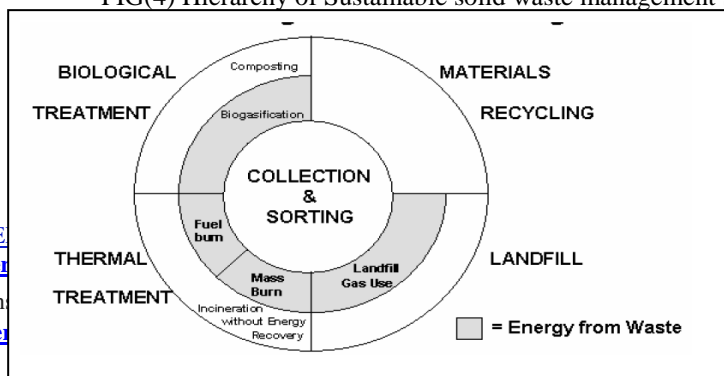 FIG(4) Hierarchy of Sustainable solid waste management
BIOLOGICAL
TREATMENT
Composting
Biogasification
MATERIALS
RECYCLING
COLLECTION
&
SORTING
Fuel
burn
Mass
Burn
Landfill
Gas Use
THERMAL
TREATMENT
Incineration
without Energy
Recovery
LANDFILL
= Energy from Waste